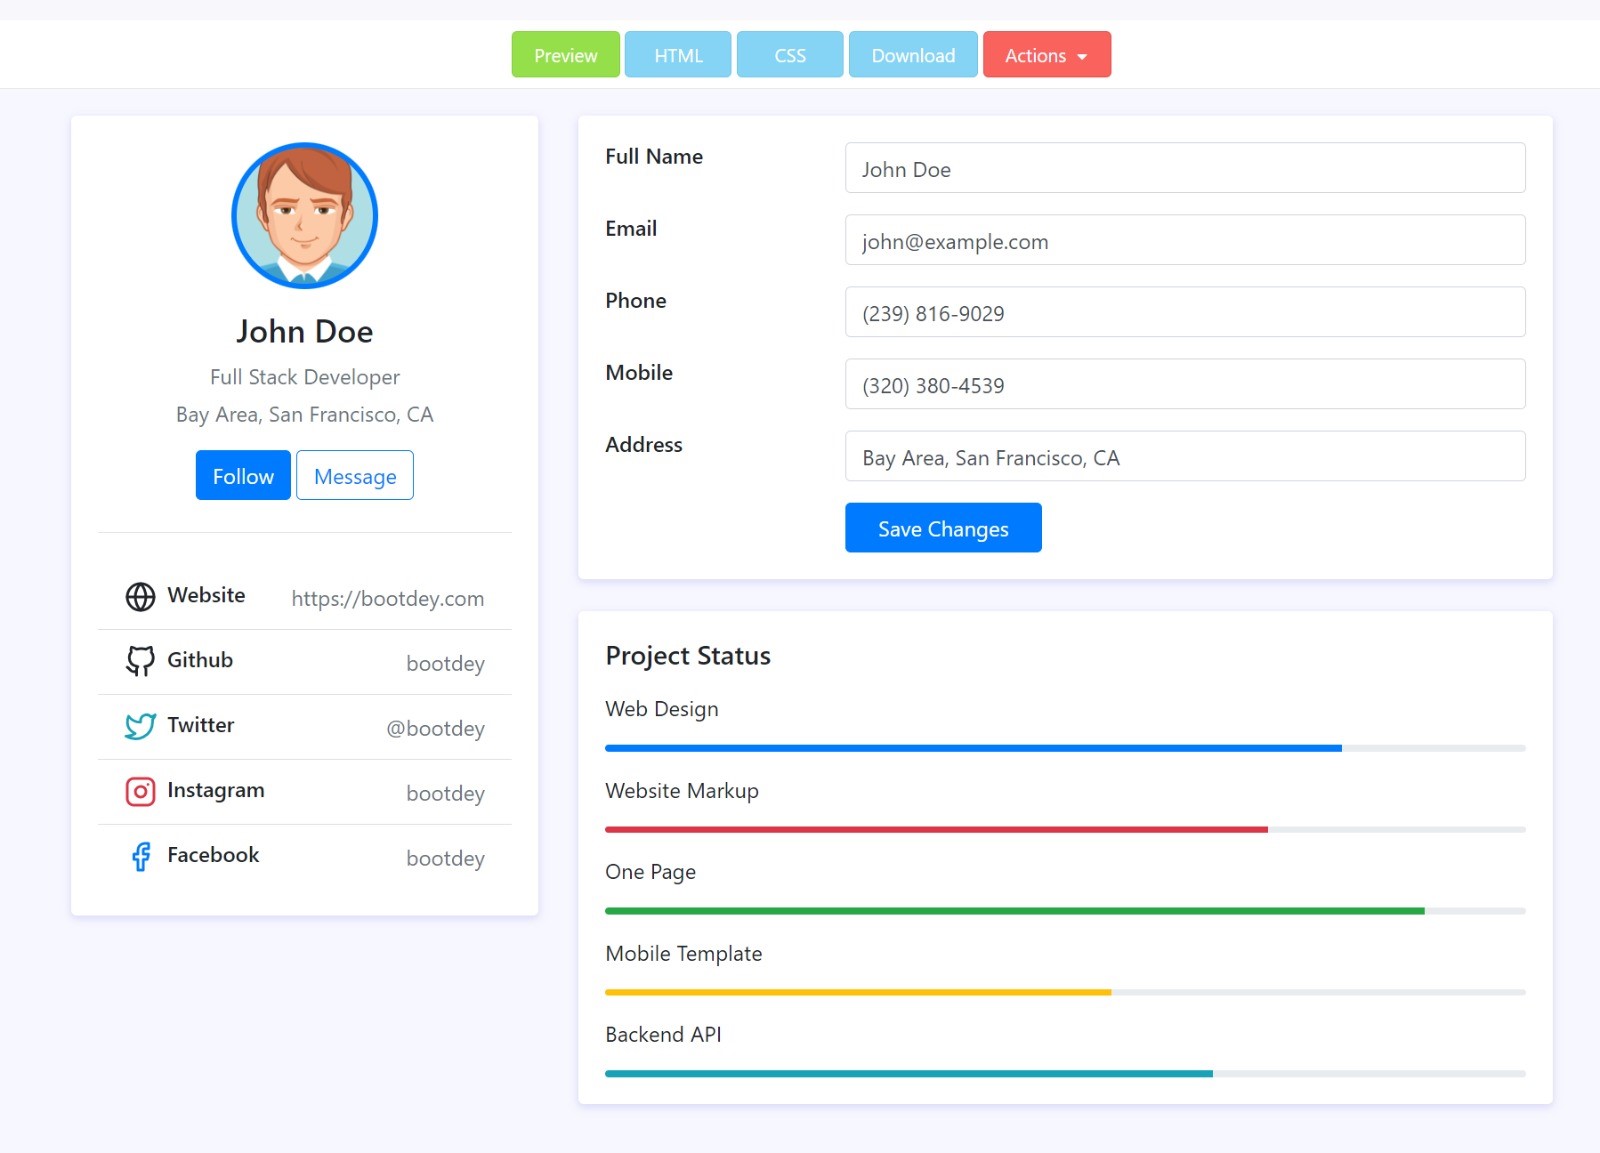 Preview HTML CSS Download Actions
John Doe
Full Stack Developer
Bay Area, San Francisco, CA
Follow Message
Website https://bootdey.com
Github bootdey
Twitter @bootdey
Instagram bootdey
Facebook bootdey
Full Name John Doe
Email john@example.com
Phone (239) 816-9029
Mobile (320) 380-4539
Address Bay Area, San Francisco, CA
Save Changes
Project Status
Web Design
Website Markup
One Page
Mobile Template
Backend API